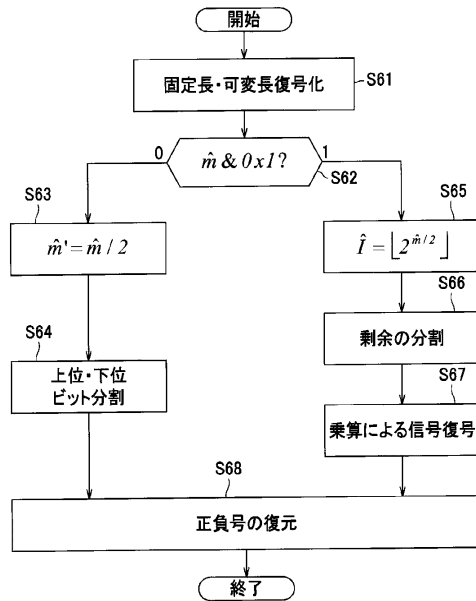 開始
固定長・可変長復号化
S61
0
m̂ & 0x1?
1
S62
S63
m̂' = m̂ / 2
S65
Î = ⌊2^{m̂/2}⌋
S64
上位・下位
ビット分割
S66
剰余の分割
S67
乗算による信号復号
S68
正負号の復元
終了